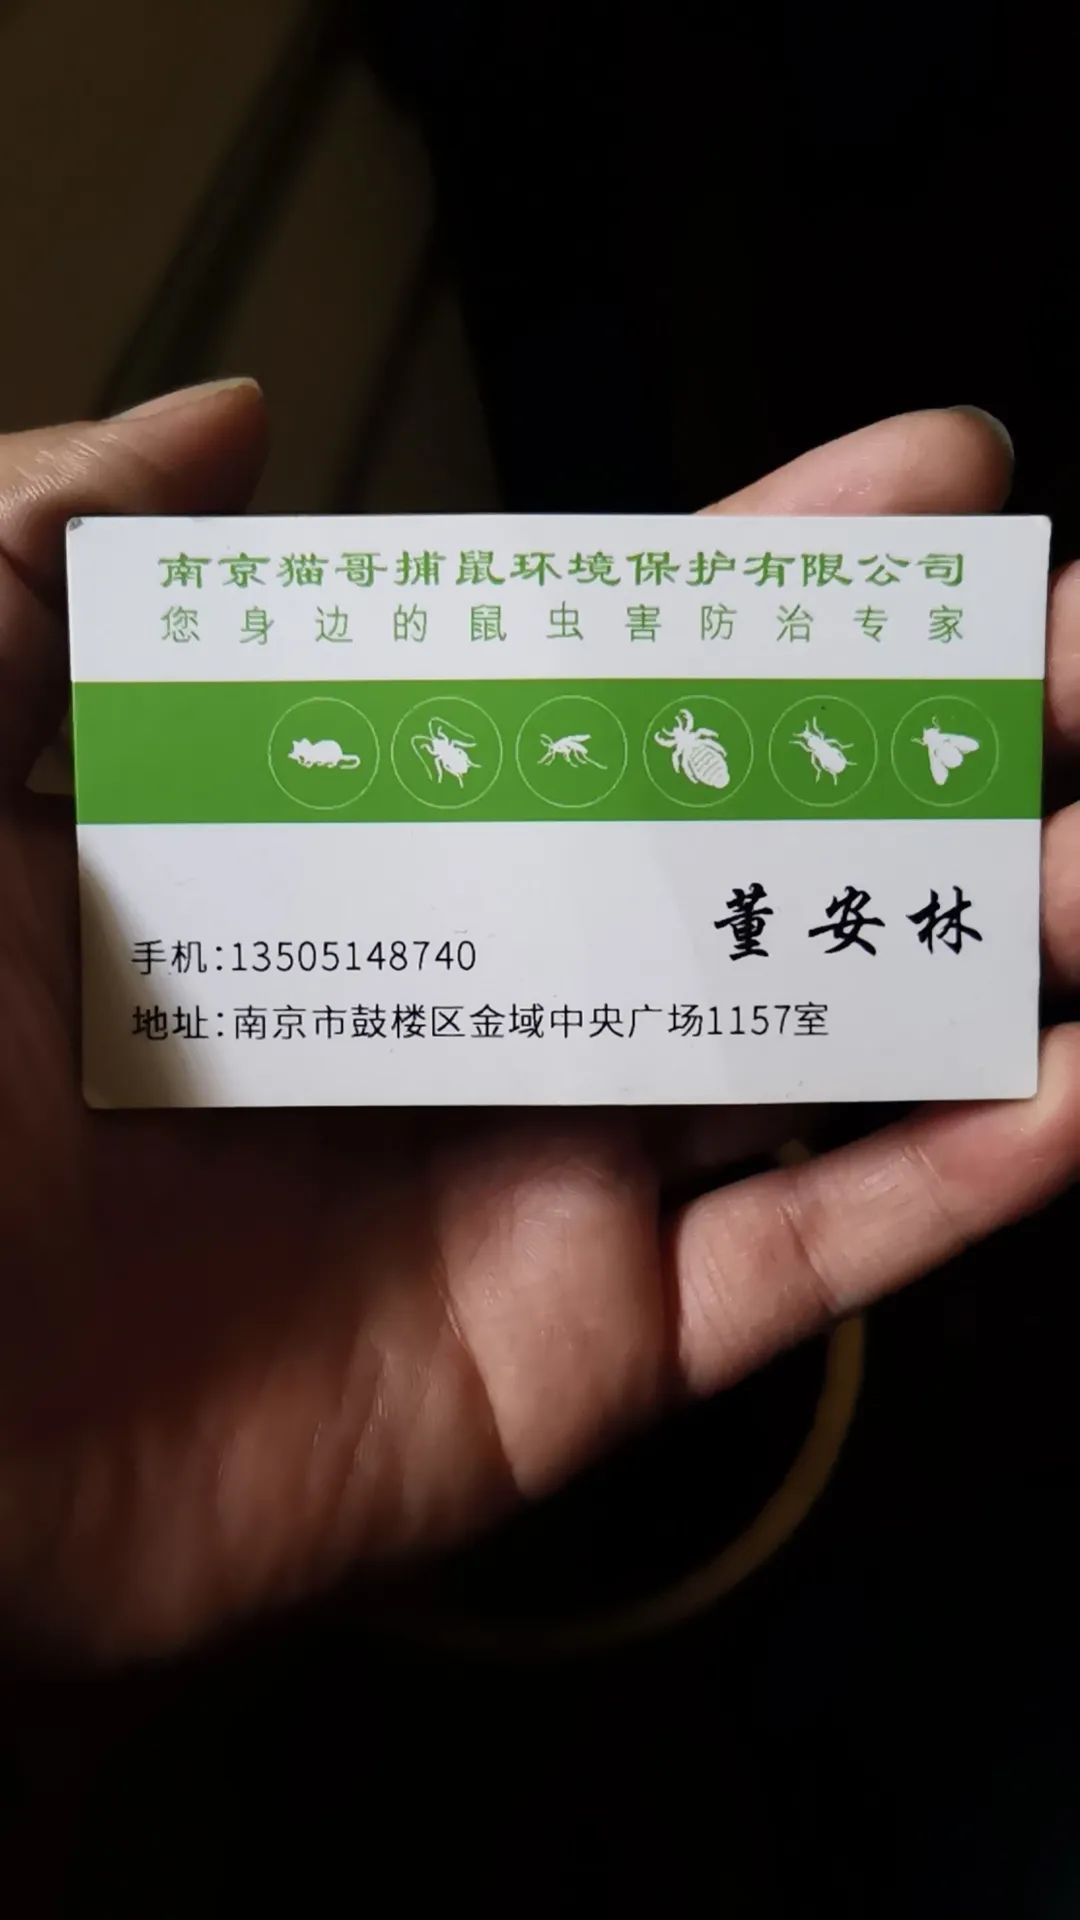 南京猫哥捕鼠环境保护有限公司
您身边的鼠虫害防治专家
董安林
手机:13505148740
地址:南京市鼓楼区金域中央广场1157室